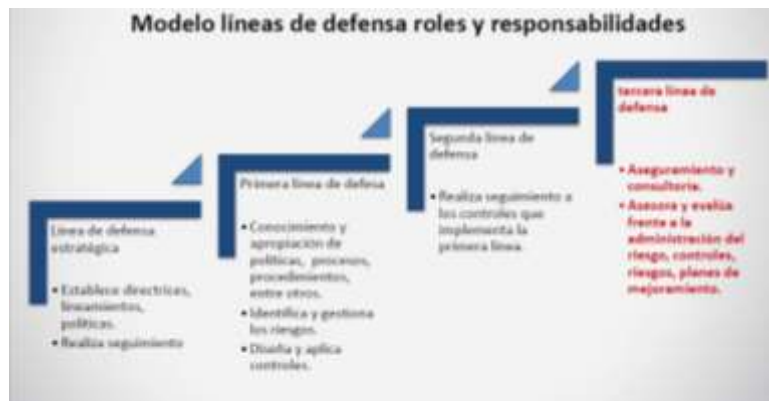 Modelo líneas de defensa roles y responsabilidades
Línea de defensa
estratégica
• Establece directrices,
lineamientos,
políticas.
• Realiza seguimiento
Primera línea de defesa
• Conocimiento y
apropiación de
políticas, procesos,
procedimientos,
entre otros.
• Identifica y gestiona
los riesgos.
• Diseña y aplica
controles.
Segunda línea de
defensa
• Realiza seguimiento a
los controles que
implementa la
primera línea.
tercera línea de
defensa
• Aseguramiento y
consultoría.
• Asesora y evalúa
frente a la
administración del
riesgo, controles,
riesgos, planes de
mejoramiento.